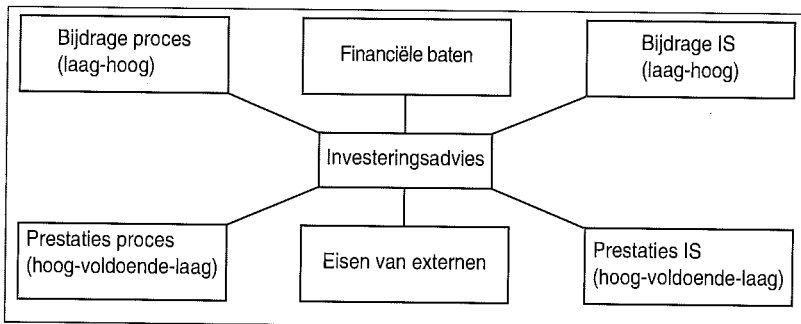 Bijdrage proces
(laag-hoog)
Financiële baten
Bijdrage IS
(laag-hoog)
Investeringsadvies
Prestaties proces
(hoog-voldoende-laag)
Eisen van externen
Prestaties IS
(hoog-voldoende-laag)